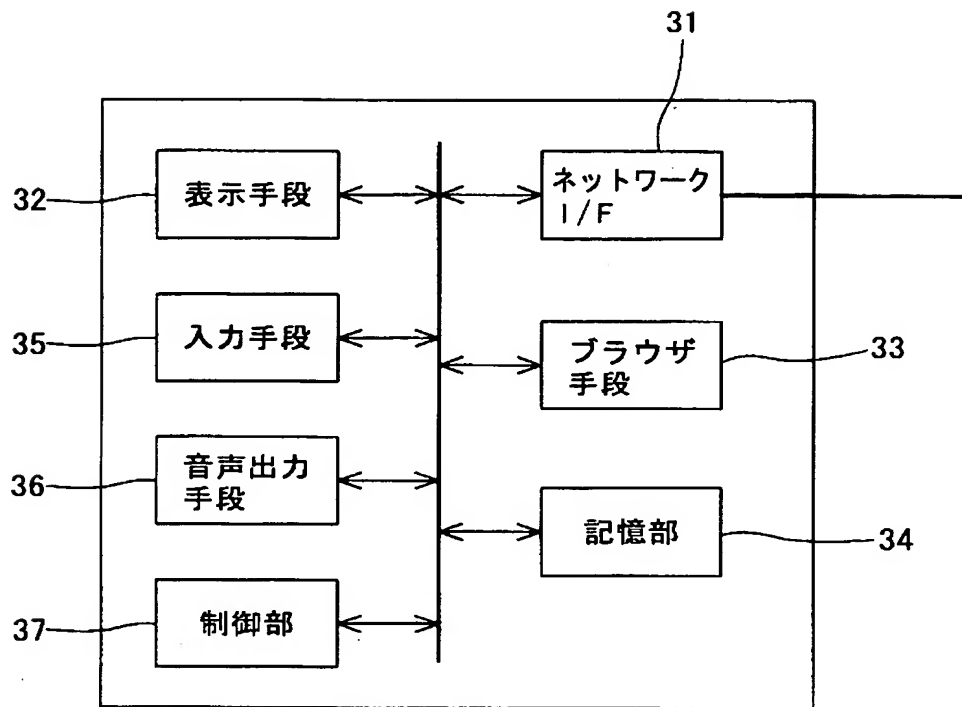 31
32
表示手段
ネットワーク
I/F
35
入力手段
ブラウザ
手段
33
36
音声出力
手段
記憶部
34
37
制御部